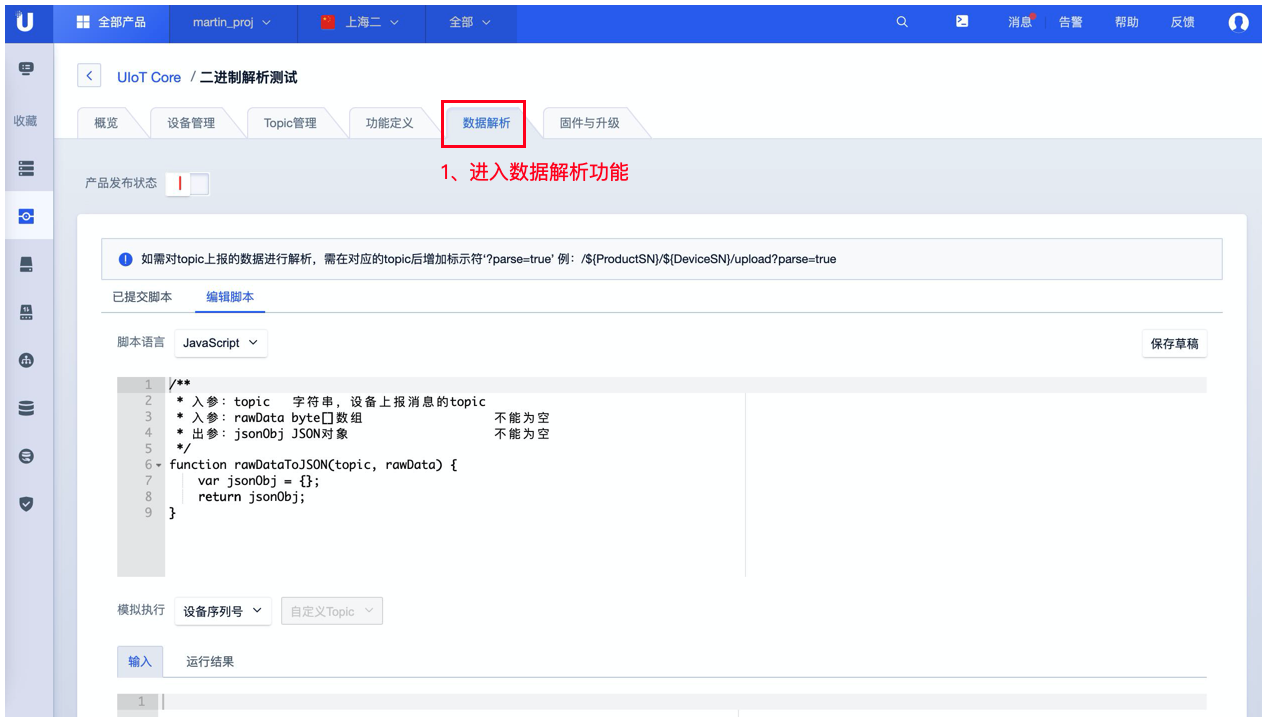 全部产品 martin_proj 上海二 全部 消息 告警 帮助 反馈
UIoT Core / 二进制解析测试
收藏
概览 设备管理 Topic管理 功能定义 数据解析 固件与升级
1、进入数据解析功能
产品发布状态
如需对topic上报的数据进行解析，需在对应的topic后增加标示符‘?parse=true’ 例：/${ProductSN}/${DeviceSN}/upload?parse=true
已提交脚本 编辑脚本
脚本语言 JavaScript 保存草稿
1 /**
2 * 入参：topic 字符串，设备上报消息的topic
3 * 入参：rawData byte[]数组 不能为空
4 * 出参：jsonObj JSON对象 不能为空
5 */
6 function rawDataToJSON(topic, rawData) {
7 var jsonObj = {};
8 return jsonObj;
9 }
模拟执行 设备序列号 自定义Topic
输入 运行结果
1